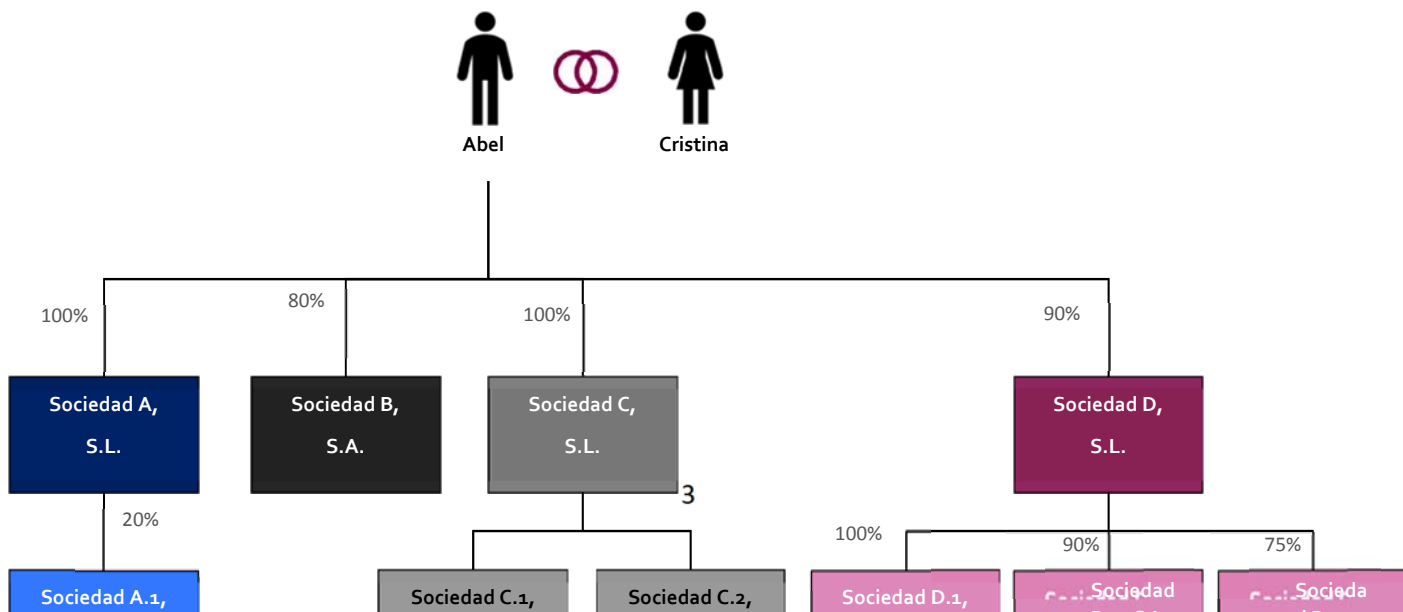 Abel
Cristina
100%
80%
100%
90%
Sociedad A,
S.L.
Sociedad B,
S.A.
Sociedad C,
S.L.
Sociedad D,
S.L.
3
20%
100%
90%
75%
Sociedad A.1,
Sociedad C.1,
Sociedad C.2,
Sociedad D.1,
Sociedad
Socieda